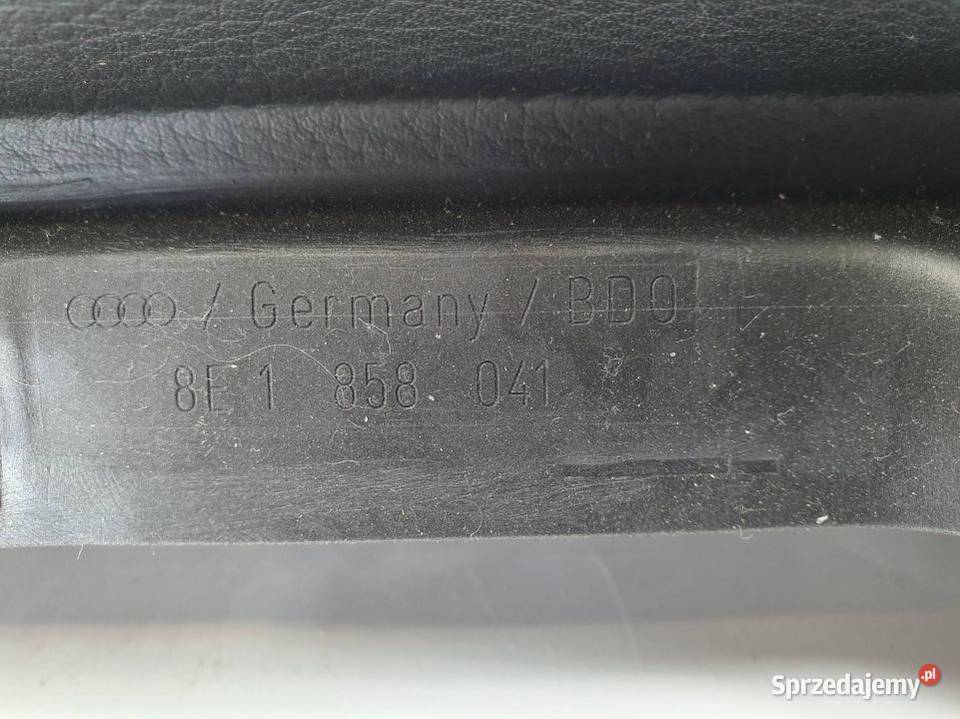 / Germany / BDO
8E 1 858 041
Sprzedajemy.pl